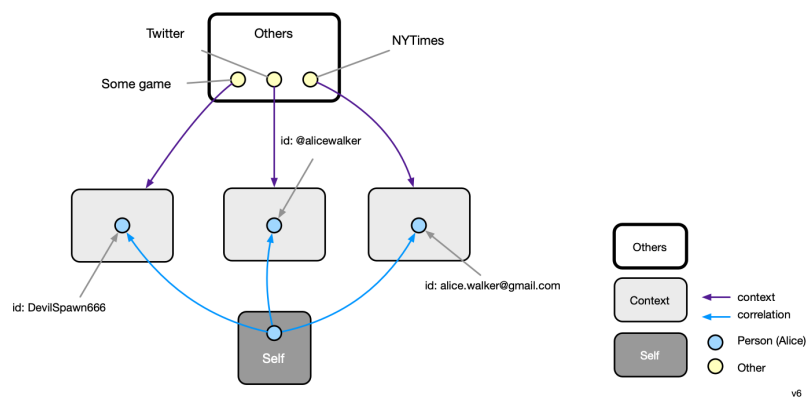 Twitter
Others
NYTimes
Some game
id: @alicewalker
id: DevilSpawn666
id: alice.walker@gmail.com
Self
Others
Context
context
correlation
Self
Person (Alice)
Other
v6